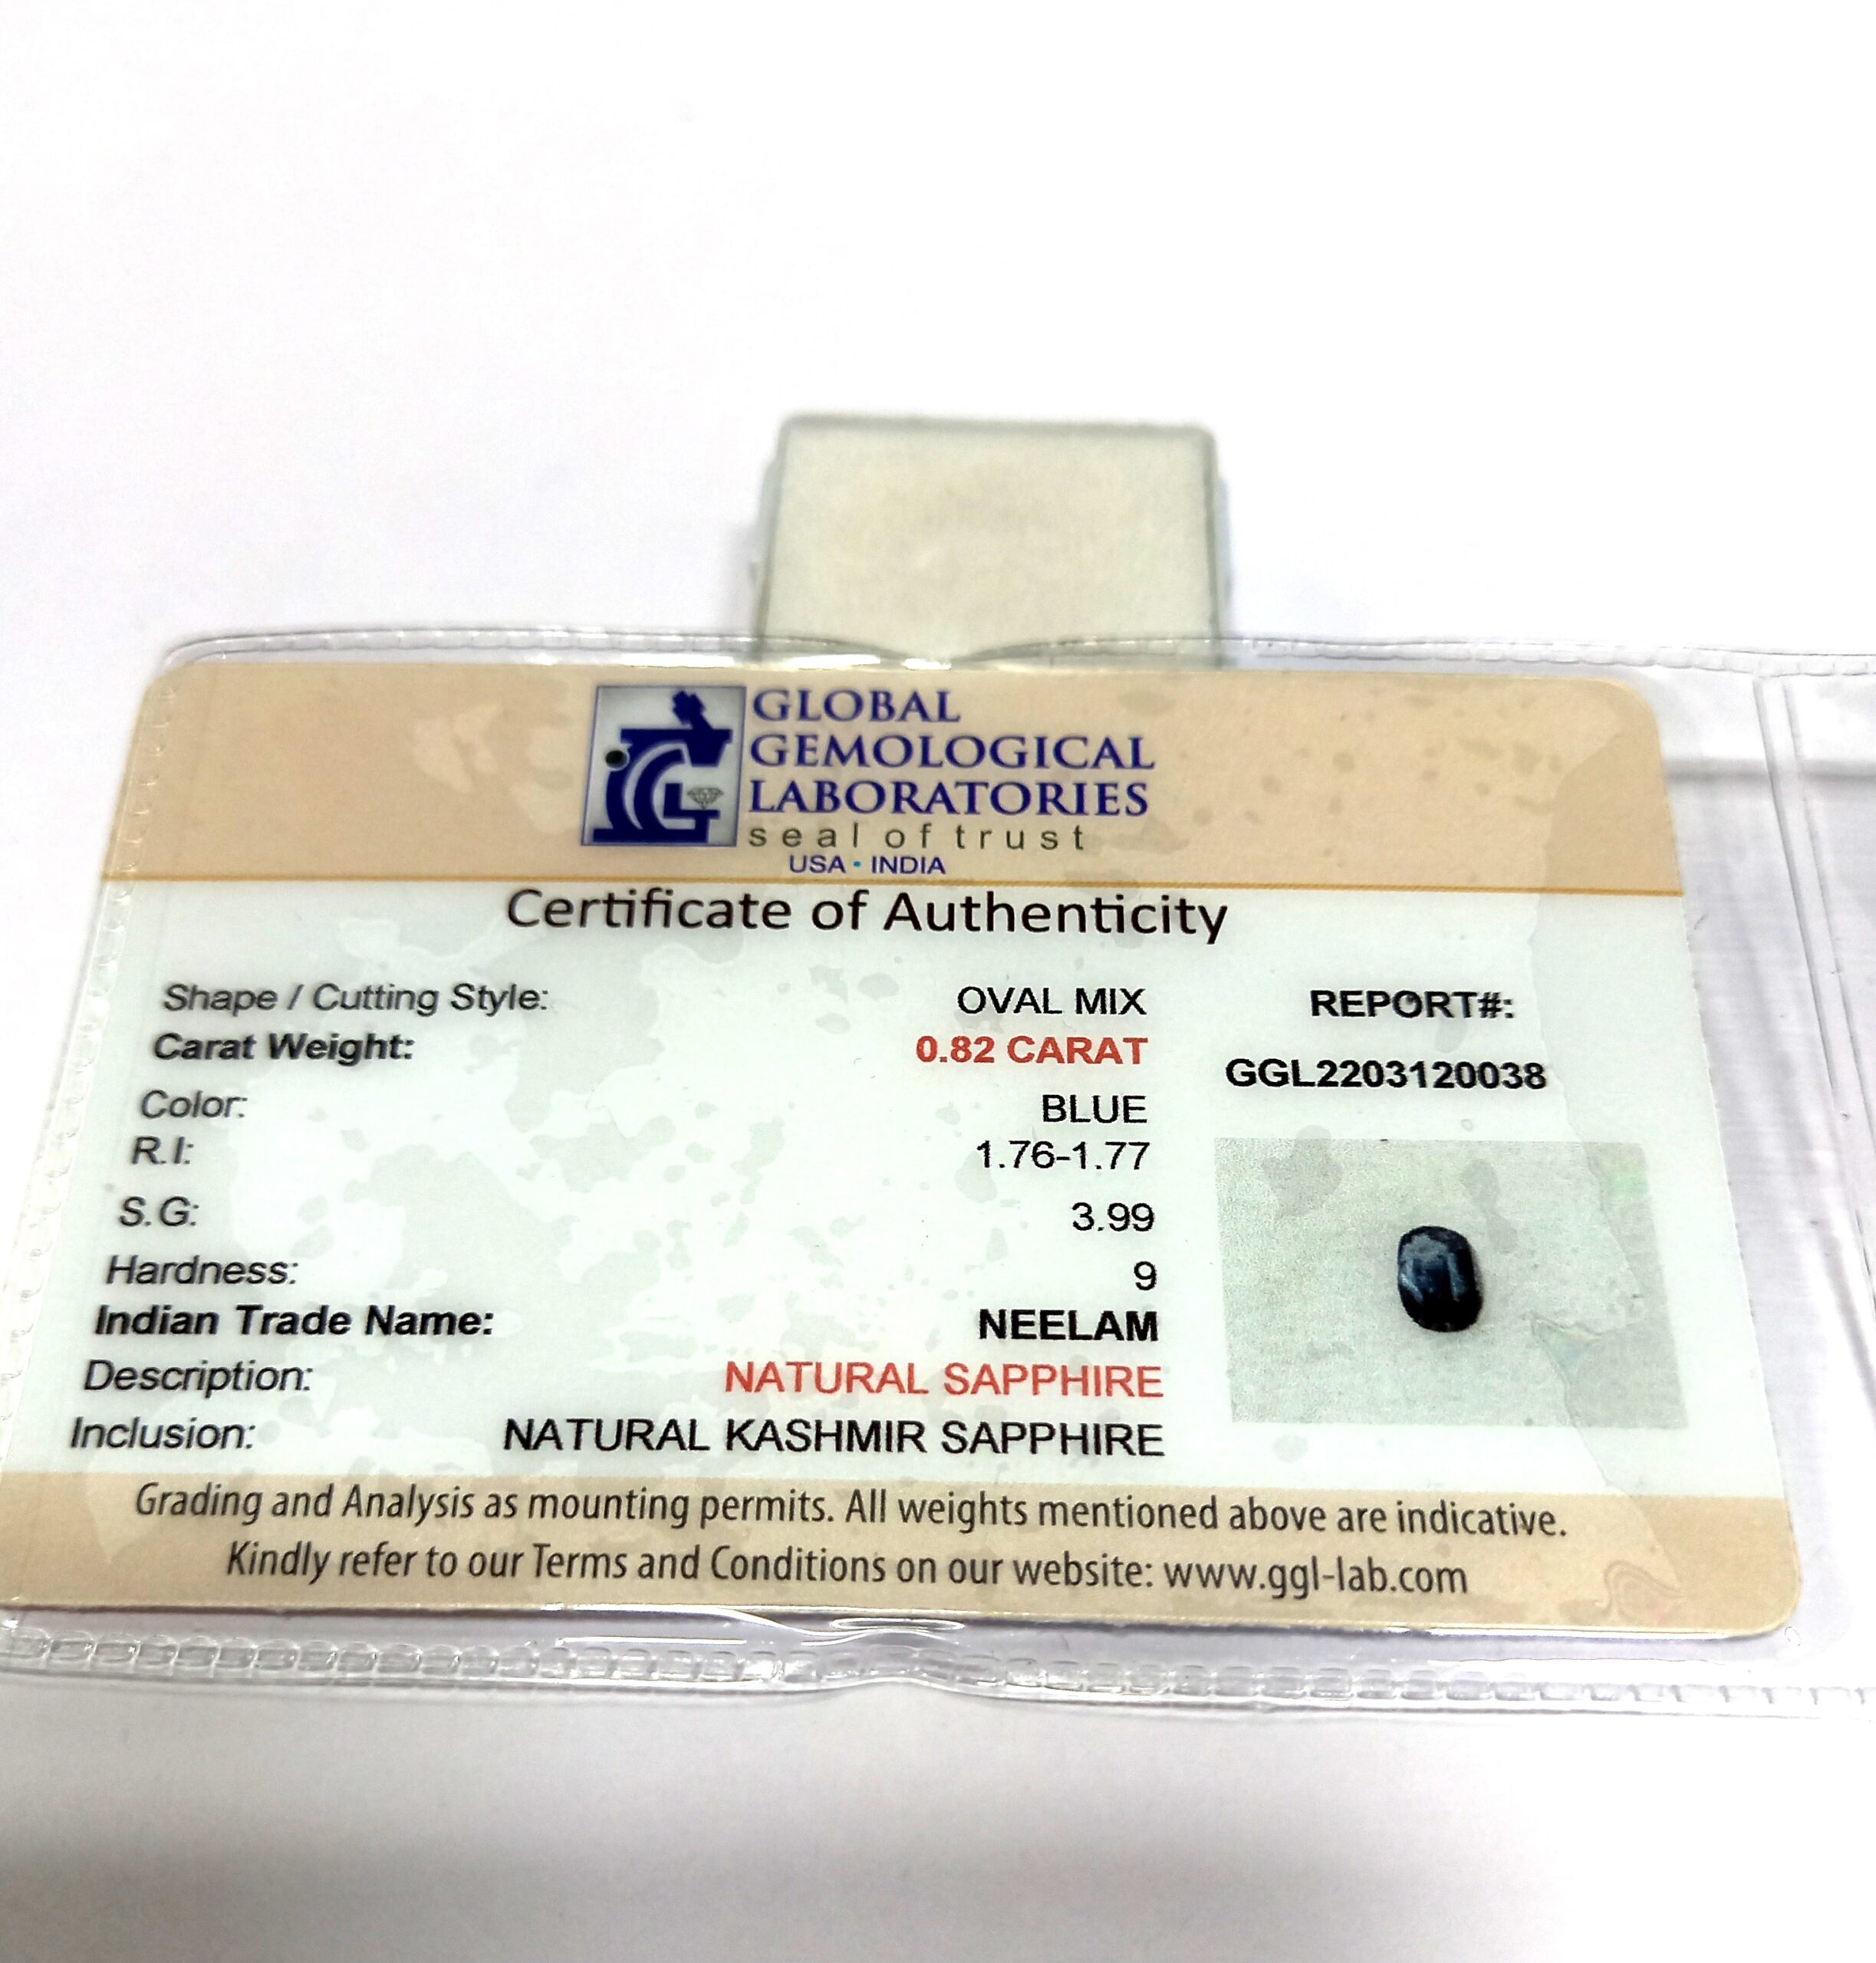 GLOBAL
GEMOLOGICAL
LABORATORIES
seal of trust
USA • INDIA
Certificate of Authenticity
Shape / Cutting Style: OVAL MIX
Carat Weight: 0.82 CARAT
Color: BLUE
R.I: 1.76-1.77
S.G: 3.99
Hardness: 9
Indian Trade Name: NEELAM
Description: NATURAL SAPPHIRE
Inclusion: NATURAL KASHMIR SAPPHIRE
REPORT#:
GGL2203120038
Grading and Analysis as mounting permits. All weights mentioned above are indicative.
Kindly refer to our Terms and Conditions on our website: www.ggl-lab.com